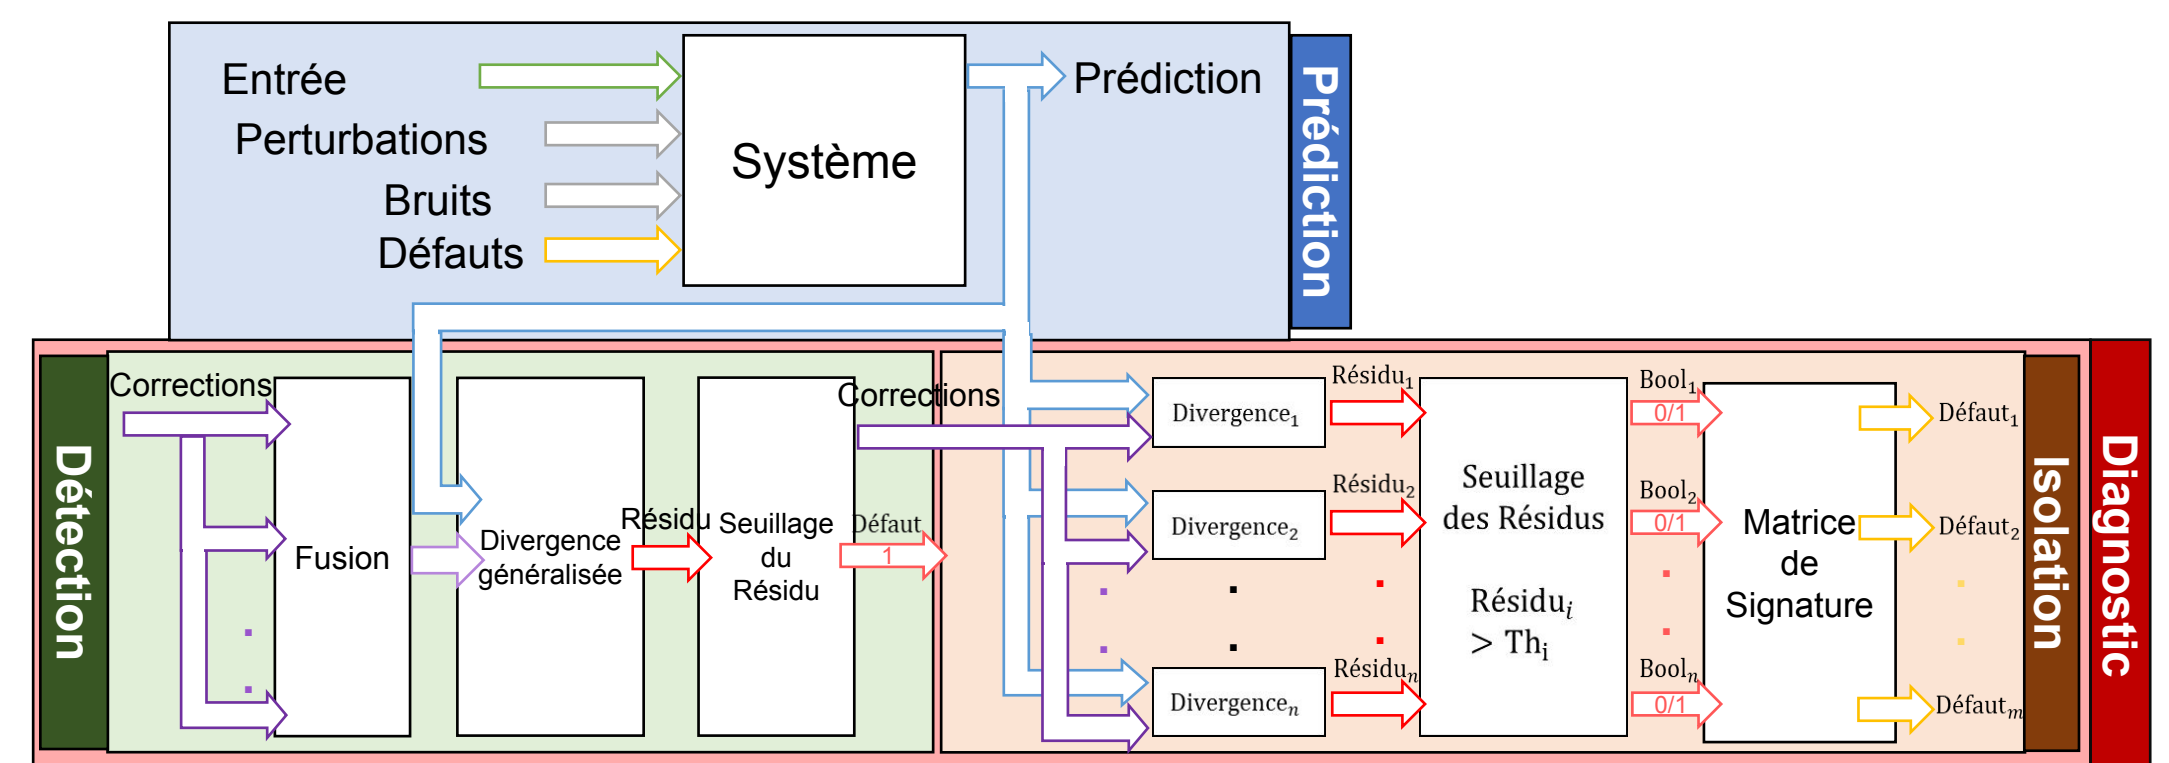 Entrée
Perturbations
Bruits
Défauts
Système
Prédiction
Prédiction
Détection
Corrections
Fusion
Divergence
généralisée
Résidu
Seuillage
du
Résidu
Défaut
1
Corrections
Divergence₁
Divergence₂
Divergenceₙ
Résidu₁
Résidu₂
Résiduₙ
Seuillage
des Résidus
Résiduᵢ
> Thᵢ
Bool₁
0/1
Bool₂
0/1
Boolₙ
0/1
Matrice
de
Signature
Défaut₁
Défaut₂
Défautₘ
Isolation
Diagnostic